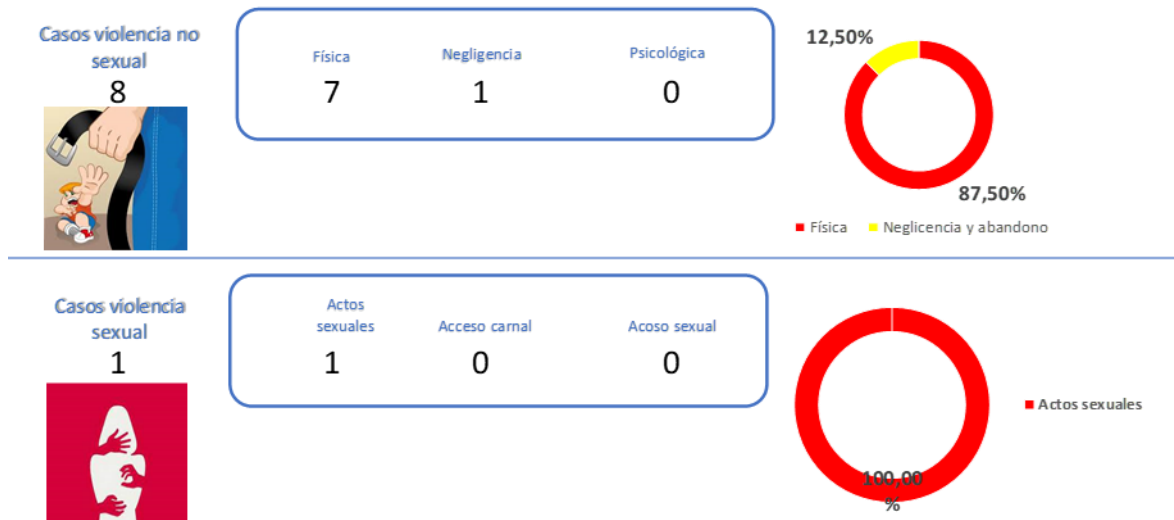 Casos violencia no
sexual
8
Física
Negligencia
Psicológica
7
1
0
12,50%
87,50%
Física
Neglicencia y abandono
Casos violencia
sexual
1
Actos
sexuales
Acceso carnal
Acoso sexual
1
0
0
100,00
%
Actos sexuales